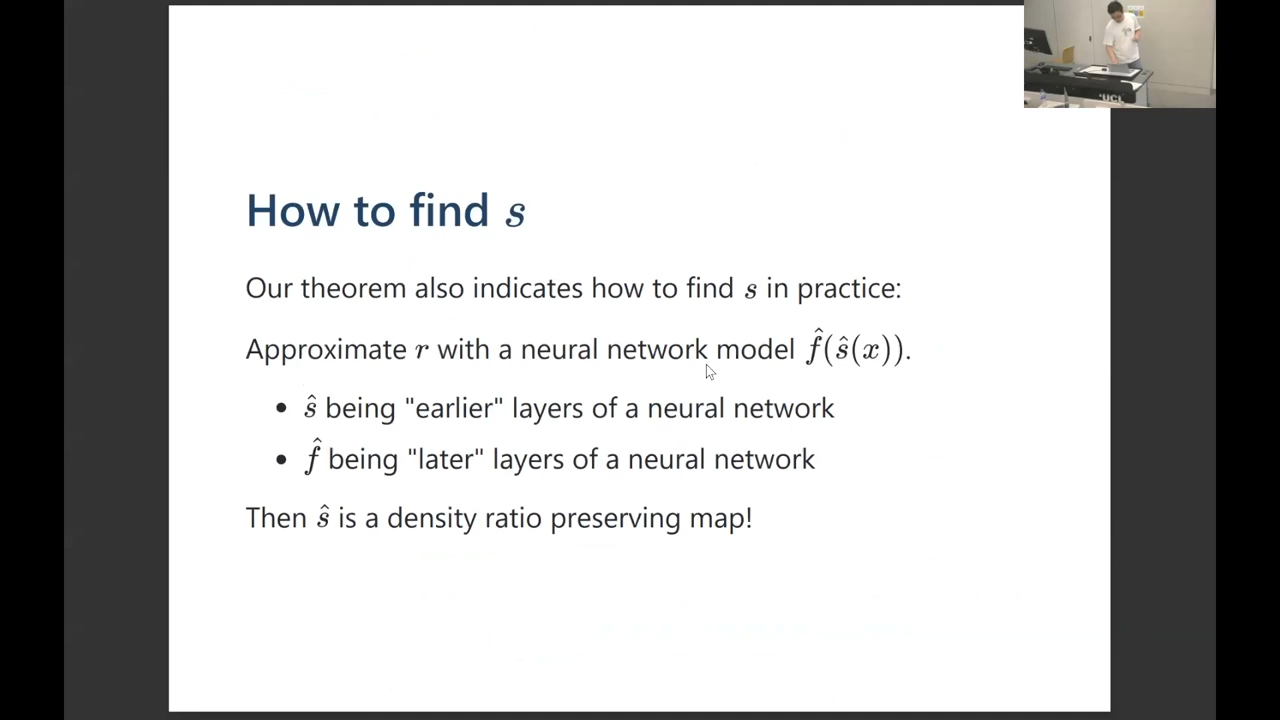 How to find s
Our theorem also indicates how to find s in practice:
Approximate r with a neural network model f̂(ŝ(x)).
• ŝ being "earlier" layers of a neural network
• f̂ being "later" layers of a neural network
Then ŝ is a density ratio preserving map!
UCL